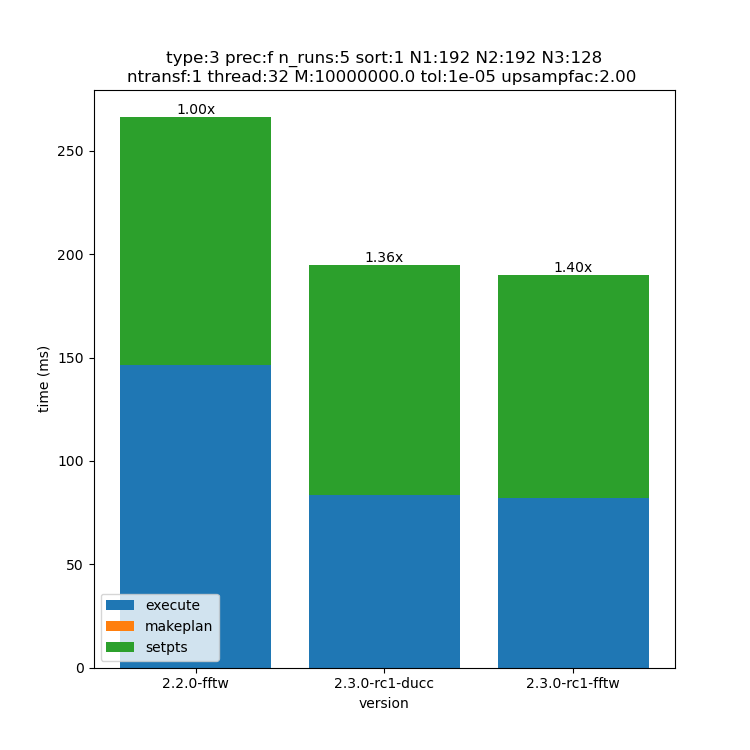 type:3 prec:f n_runs:5 sort:1 N1:192 N2:192 N3:128
ntransf:1 thread:32 M:10000000.0 tol:1e-05 upsampfac:2.00
1.00x
1.36x
1.40x
250
200
150
100
50
0
time (ms)
execute
makeplan
setpts
2.2.0-fftw
2.3.0-rc1-ducc
2.3.0-rc1-fftw
version